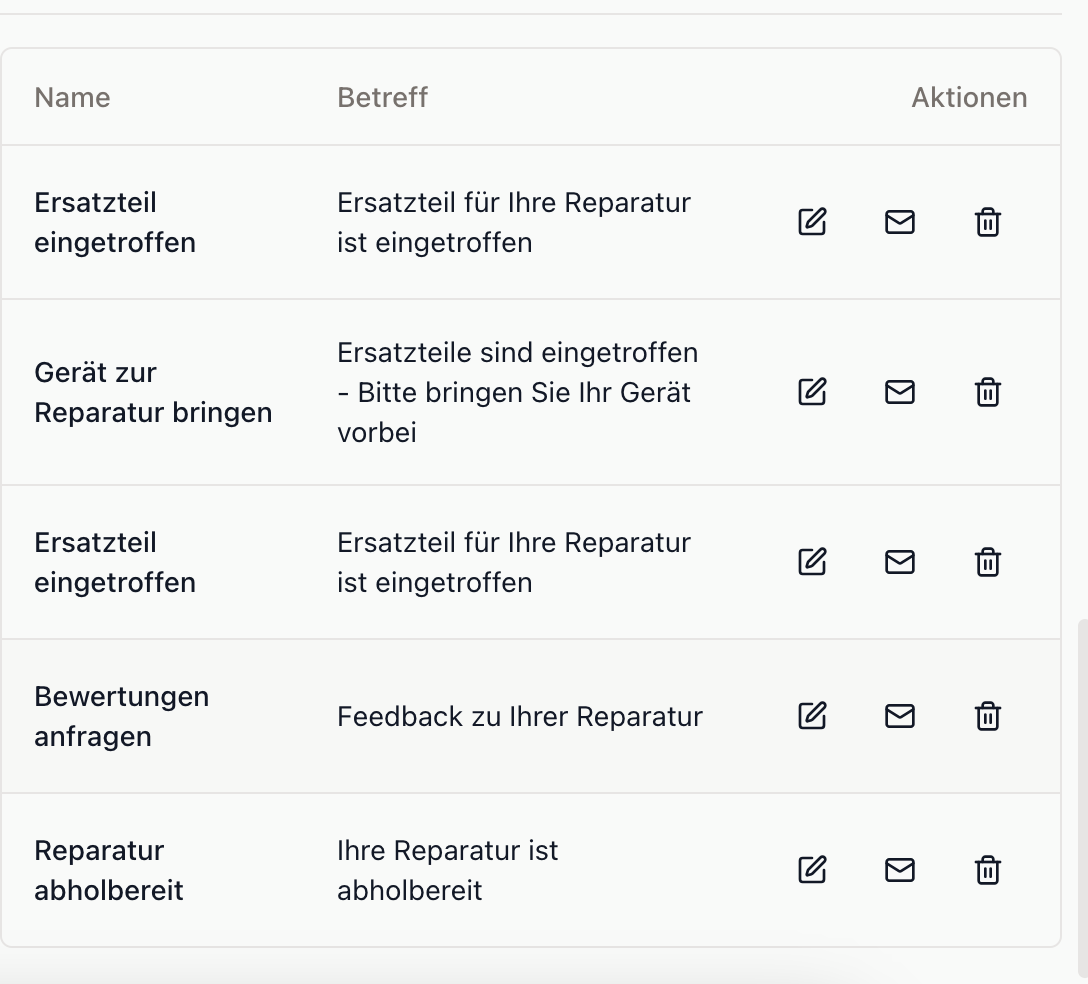 Name Betreff Aktionen
Ersatzteil
eingetroffen
Ersatzteil für Ihre Reparatur
ist eingetroffen
Gerät zur
Reparatur bringen
Ersatzteile sind eingetroffen
- Bitte bringen Sie Ihr Gerät
vorbei
Ersatzteil
eingetroffen
Ersatzteil für Ihre Reparatur
ist eingetroffen
Bewertungen
anfragen
Feedback zu Ihrer Reparatur
Reparatur
abholbereit
Ihre Reparatur ist
abholbereit